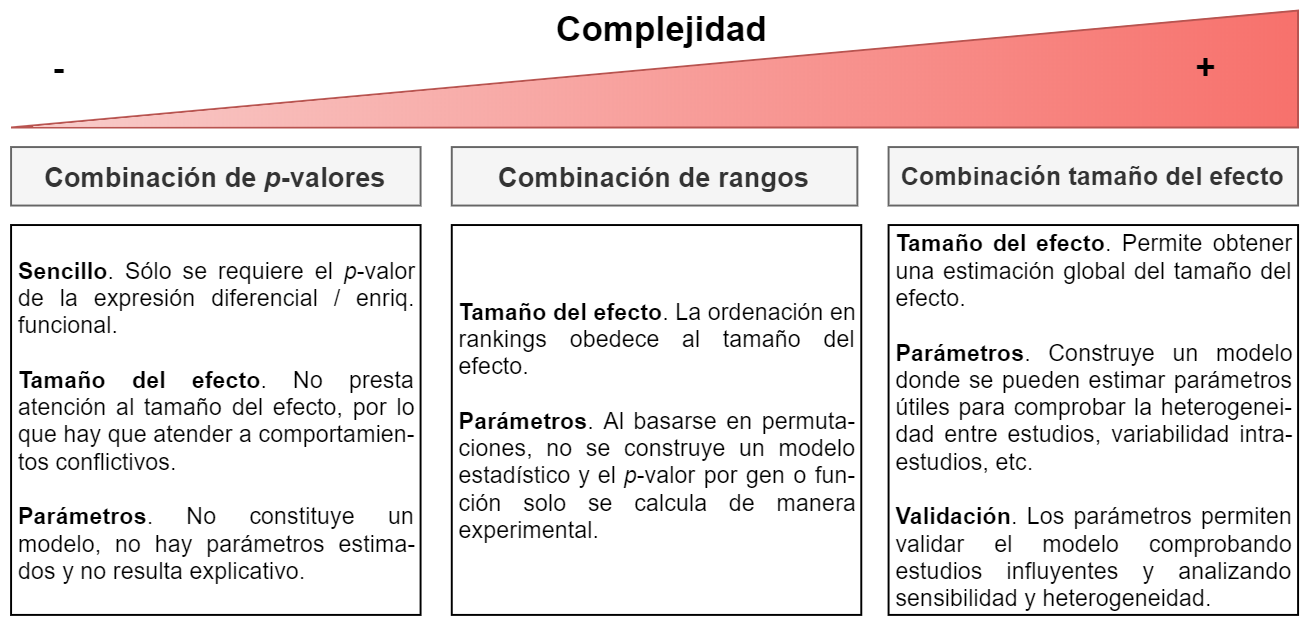 Complejidad
-
+
Combinación de p-valores
Sencillo. Sólo se requiere el p-valor
de la expresión diferencial / enriq.
funcional.
Tamaño del efecto. No presta
atención al tamaño del efecto, por lo
que hay que atender a comportamien-
tos conflictivos.
Parámetros. No constituye un
modelo, no hay parámetros estima-
dos y no resulta explicativo.
Combinación de rangos
Tamaño del efecto. La ordenación en
rankings obedece al tamaño del
efecto.
Parámetros. Al basarse en permuta-
ciones, no se construye un modelo
estadístico y el p-valor por gen o fun-
ción solo se calcula de manera
experimental.
Combinación tamaño del efecto
Tamaño del efecto. Permite obtener
una estimación global del tamaño del
efecto.
Parámetros. Construye un modelo
donde se pueden estimar parámetros
útiles para comprobar la heterogenei-
dad entre estudios, variabilidad intra-
estudios, etc.
Validación. Los parámetros permiten
validar el modelo comprobando
estudios influyentes y analizando
sensibilidad y heterogeneidad.